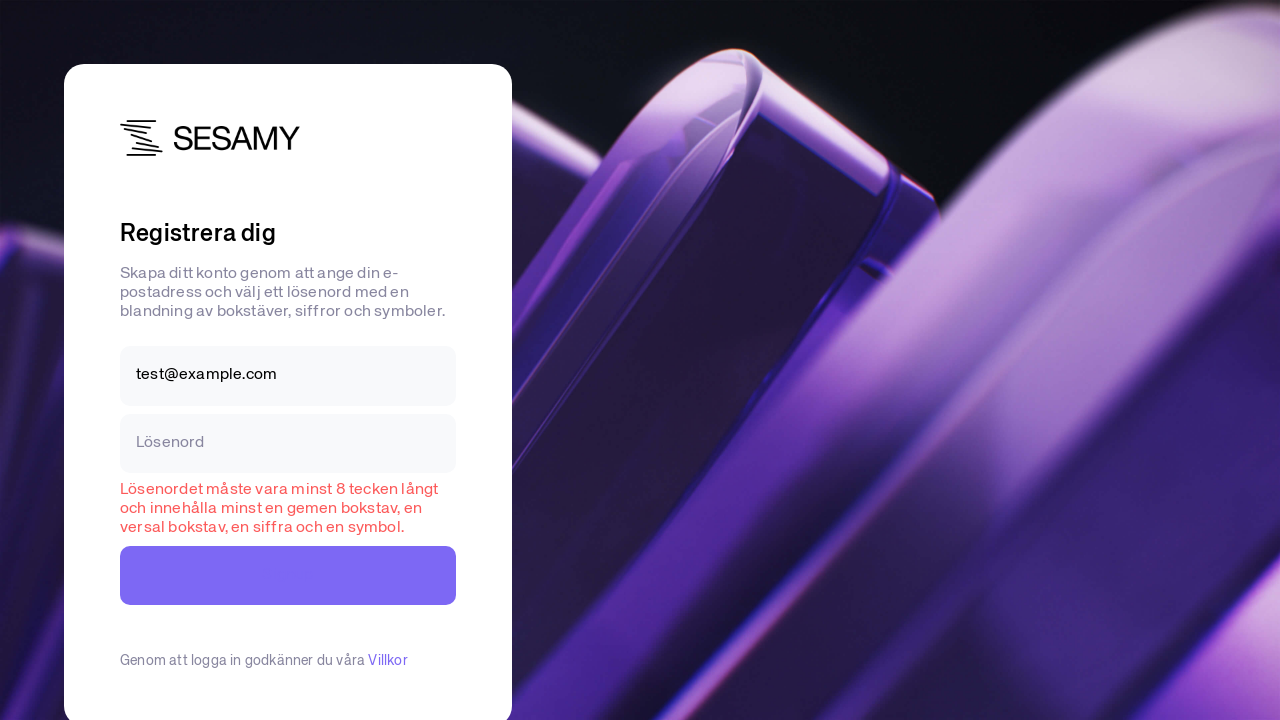 SESAMY
Registrera dig
Skapa ditt konto genom att ange din e-
postadress och välj ett lösenord med en
blandning av bokstäver, siffror och symboler.
test@example.com
Lösenord
Lösenordet måste vara minst 8 tecken långt
och innehålla minst en gemen bokstav, en
versal bokstav, en siffra och en symbol.
Genom att logga in godkänner du våra Villkor